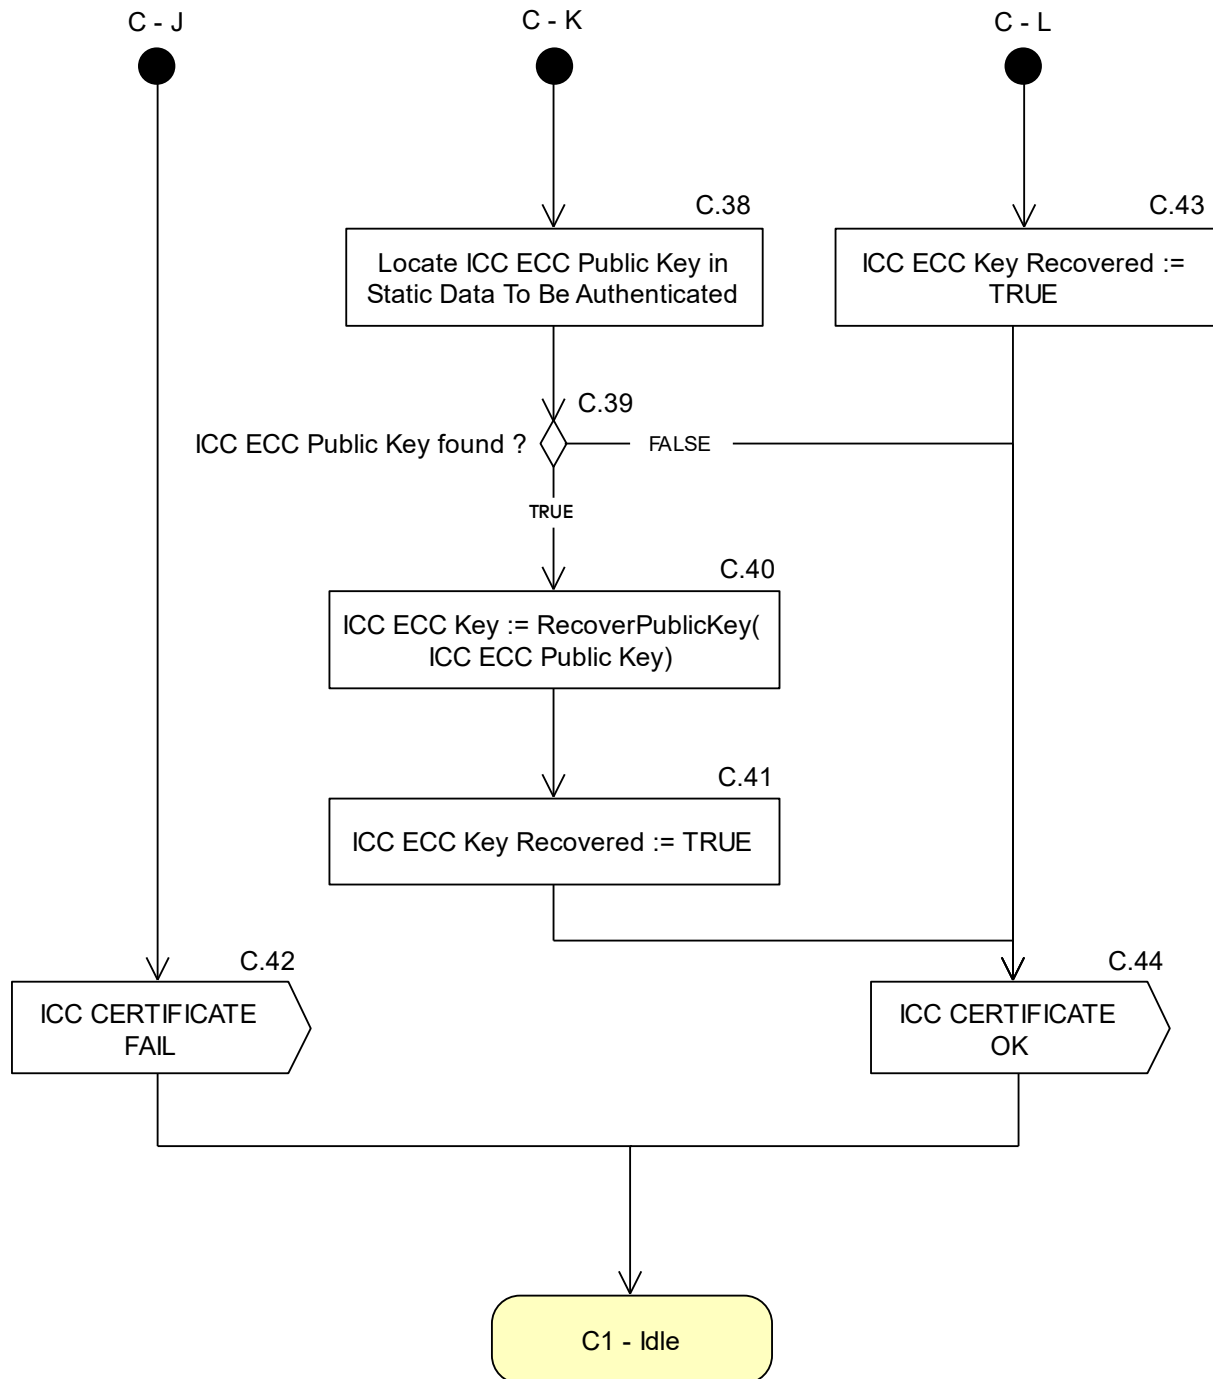 C - J
C - K
C - L
C.38
C.43
Locate ICC ECC Public Key in
Static Data To Be Authenticated
ICC ECC Key Recovered :=
TRUE
C.39
ICC ECC Public Key found ?
FALSE
TRUE
C.40
ICC ECC Key := RecoverPublicKey(
ICC ECC Public Key)
C.41
ICC ECC Key Recovered := TRUE
C.42
C.44
ICC CERTIFICATE
FAIL
ICC CERTIFICATE
OK
C1 - Idle